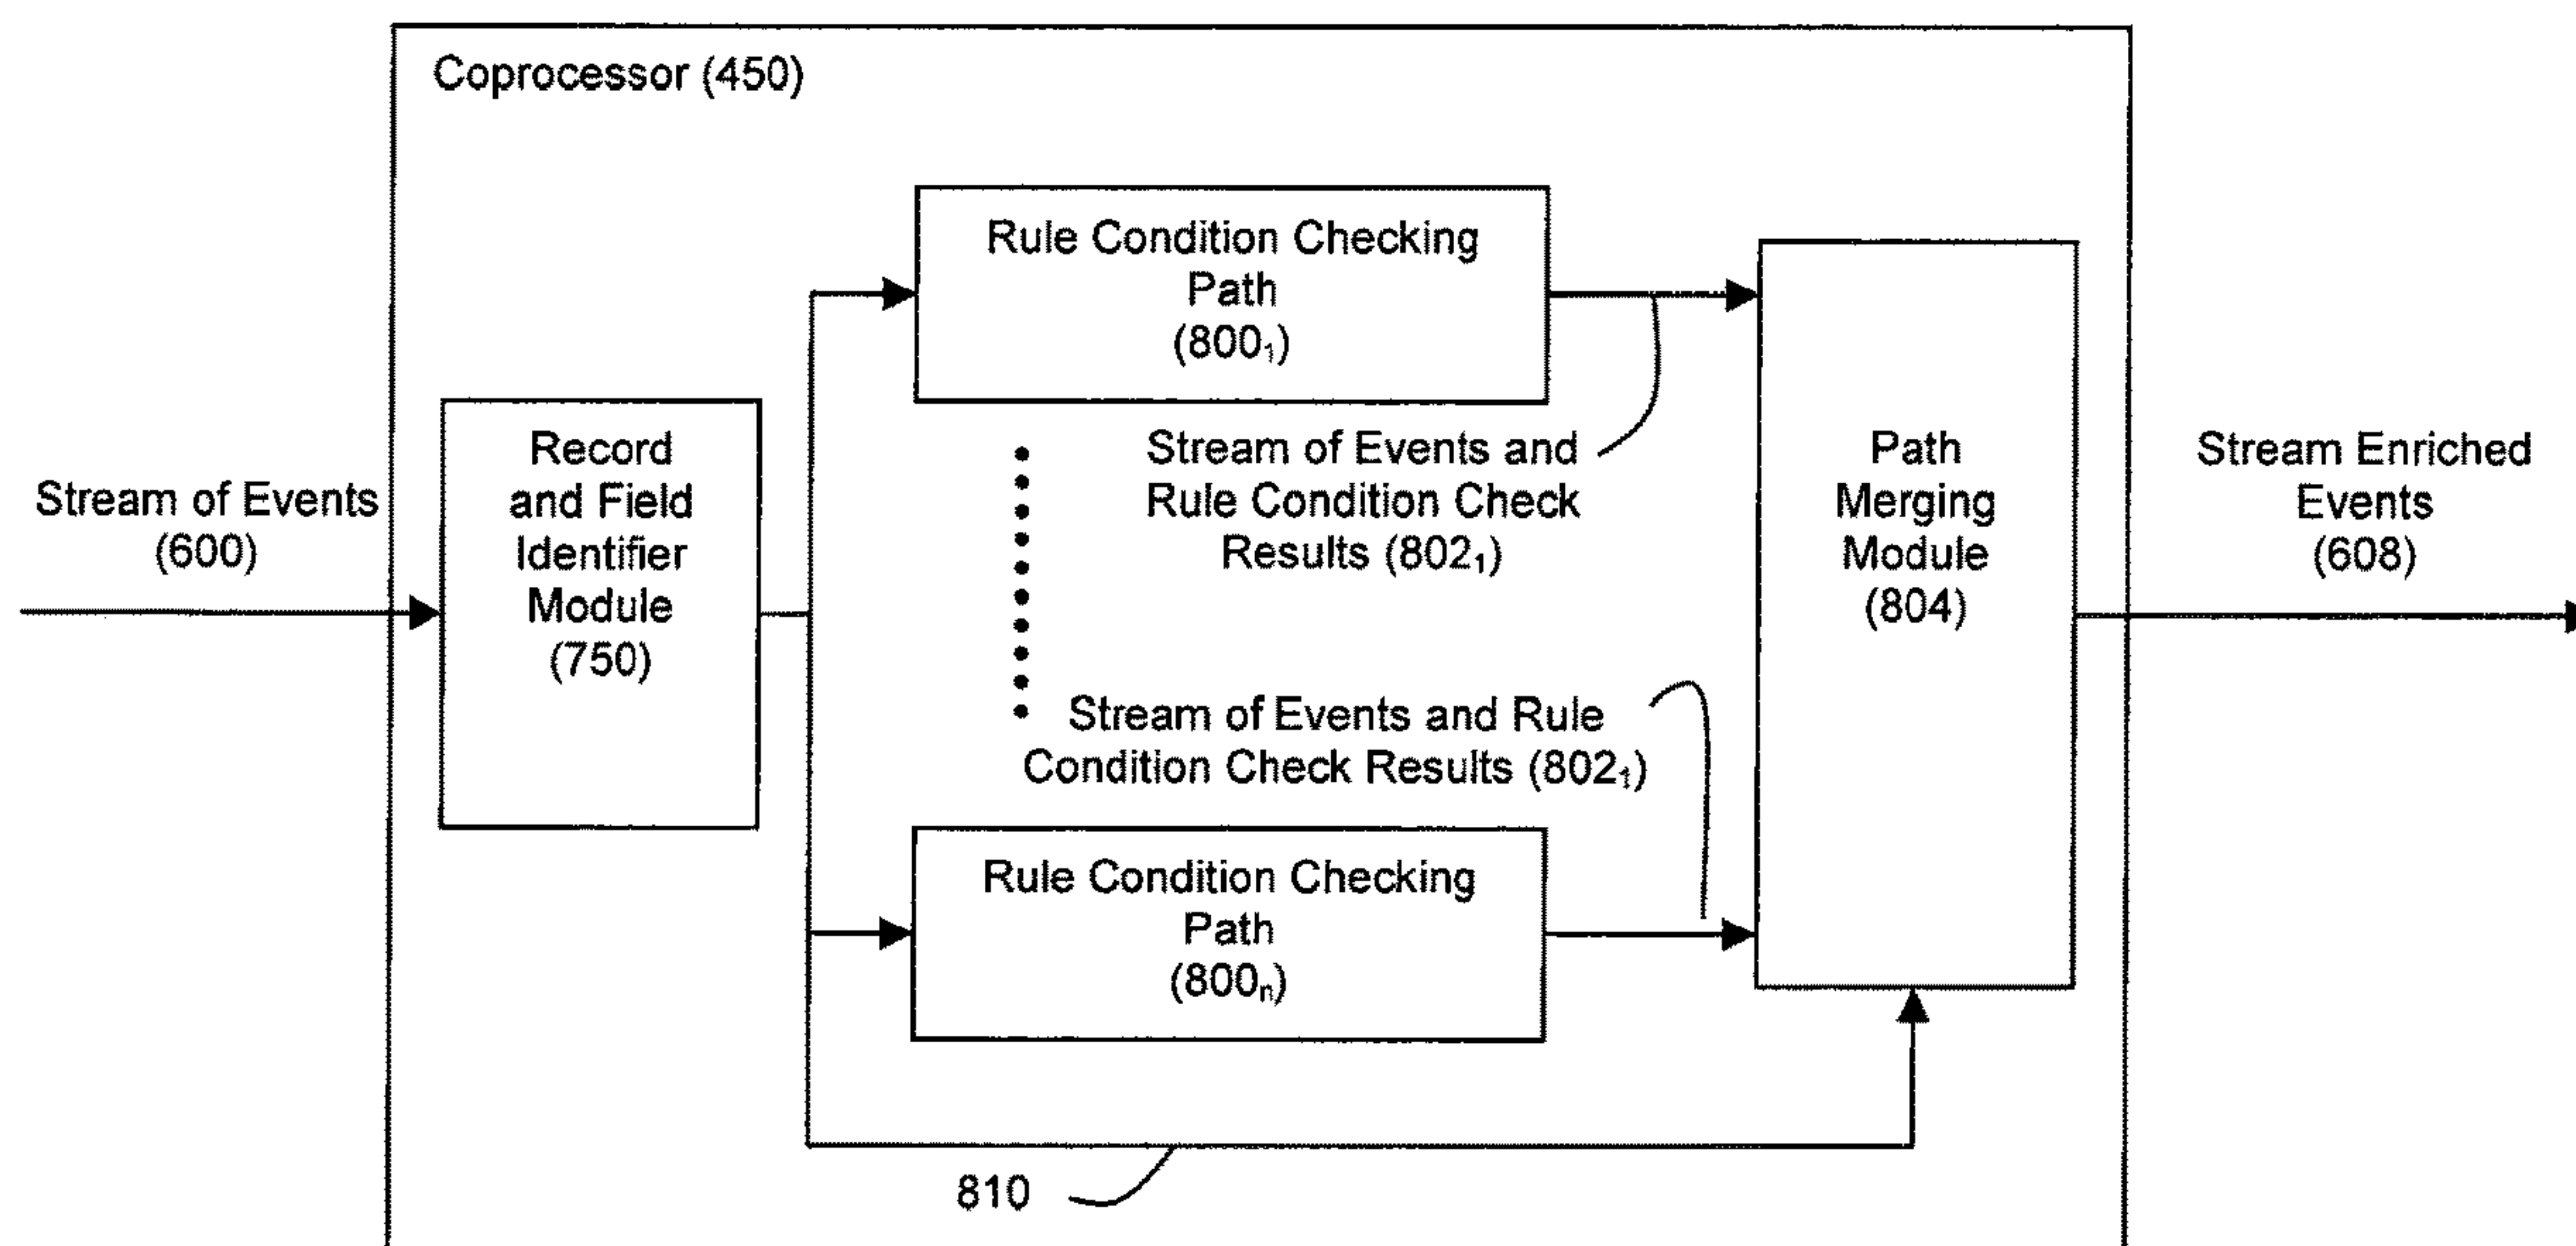 Coprocessor (450)
Stream of Events
(600)
Record
and Field
Identifier
Module
(750)
Rule Condition Checking
Path
(800₁)
Stream of Events and
Rule Condition Check
Results (802₁)
Stream of Events and Rule
Condition Check Results (802₁)
Rule Condition Checking
Path
(800ₙ)
Path
Merging
Module
(804)
Stream Enriched
Events
(608)
810